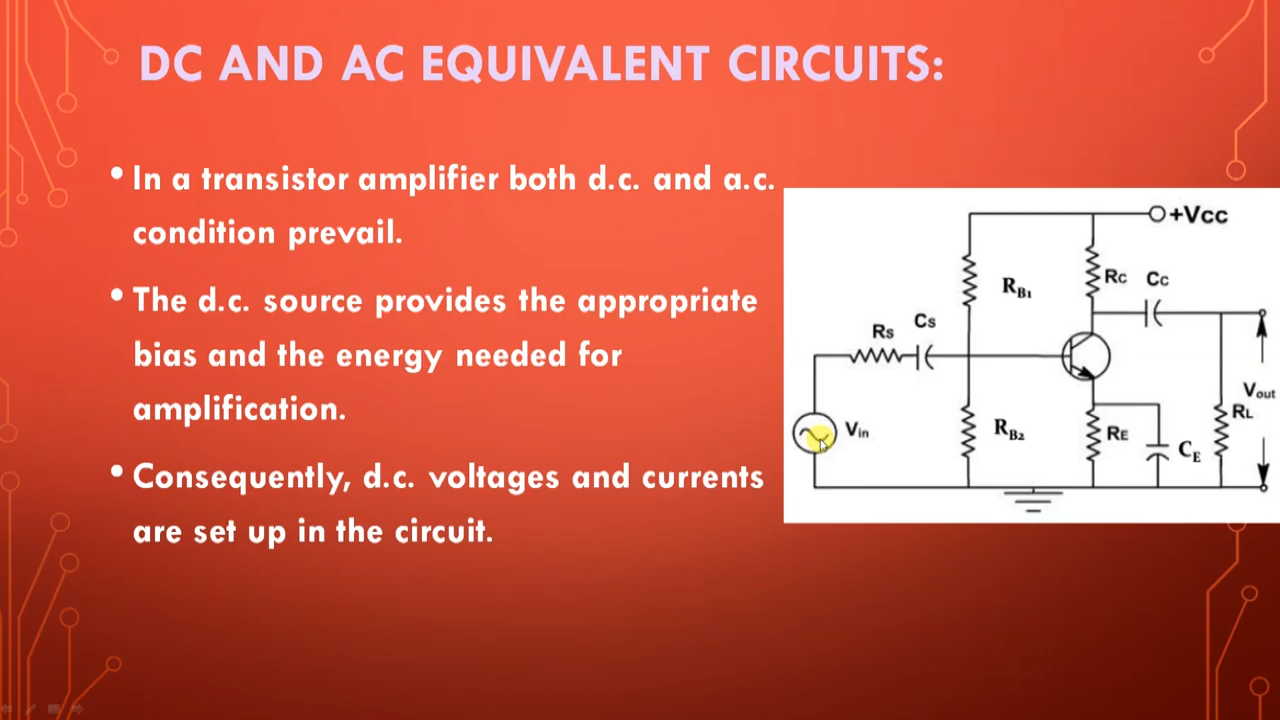 DC AND AC EQUIVALENT CIRCUITS:
• In a transistor amplifier both d.c. and a.c.
condition prevail.
• The d.c. source provides the appropriate
bias and the energy needed for
amplification.
• Consequently, d.c. voltages and currents
are set up in the circuit.
+Vcc
RB1
Rc Cc
Rs Cs
Vin
RB2
RE
CE
Vout
RL